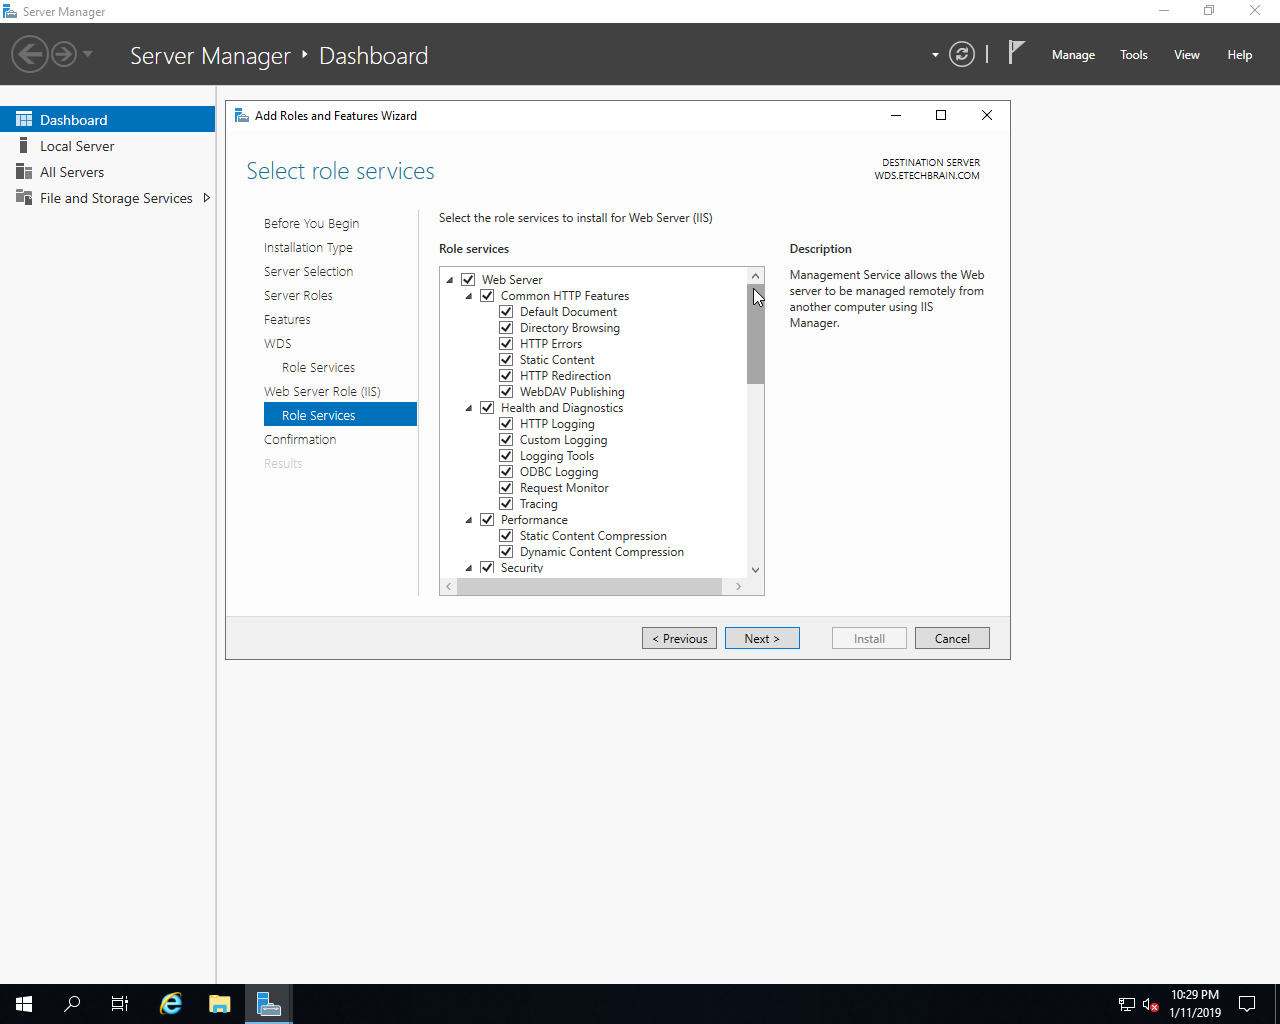 Server Manager
Server Manager
Dashboard
Manage
Tools
View
Help
Dashboard
Local Server
All Servers
File and Storage Services
Add Roles and Features Wizard
Select role services
DESTINATION SERVER
WDS.ETECHBRAIN.COM
Before You Begin
Installation Type
Server Selection
Server Roles
Features
WDS
Role Services
Web Server Role (IIS)
Role Services
Confirmation
Results
Select the role services to install for Web Server (IIS)
Role services
Web Server
Common HTTP Features
Default Document
Directory Browsing
HTTP Errors
Static Content
HTTP Redirection
WebDAV Publishing
Health and Diagnostics
HTTP Logging
Custom Logging
Logging Tools
ODBC Logging
Request Monitor
Tracing
Performance
Static Content Compression
Dynamic Content Compression
Security
Description
Management Service allows the Web
server to be managed remotely from
another computer using IIS
Manager.
< Previous
Next >
Install
Cancel
10:29 PM
1/11/2019